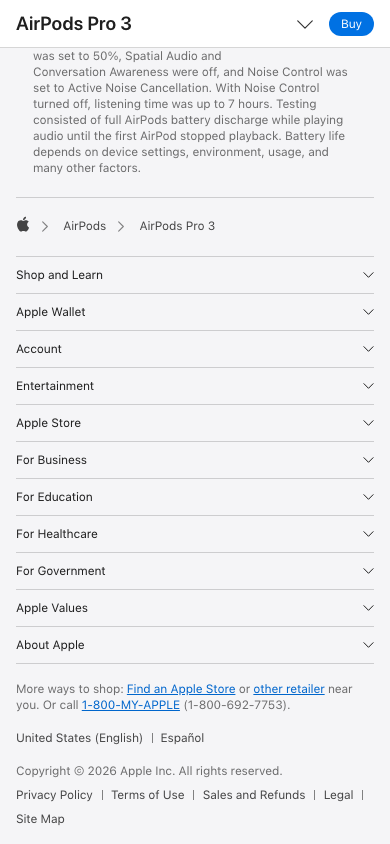 AirPods Pro 3
Buy
was set to 50%, Spatial Audio and
Conversation Awareness were off, and Noise Control was
set to Active Noise Cancellation. With Noise Control
turned off, listening time was up to 7 hours. Testing
consisted of full AirPods battery discharge while playing
audio until the first AirPod stopped playback. Battery life
depends on device settings, environment, usage, and
many other factors.
AirPods AirPods Pro 3
Shop and Learn
Apple Wallet
Account
Entertainment
Apple Store
For Business
For Education
For Healthcare
For Government
Apple Values
About Apple
More ways to shop: Find an Apple Store or other retailer near
you. Or call 1-800-MY-APPLE (1-800-692-7753).
United States (English) | Español
Copyright © 2026 Apple Inc. All rights reserved.
Privacy Policy | Terms of Use | Sales and Refunds | Legal |
Site Map